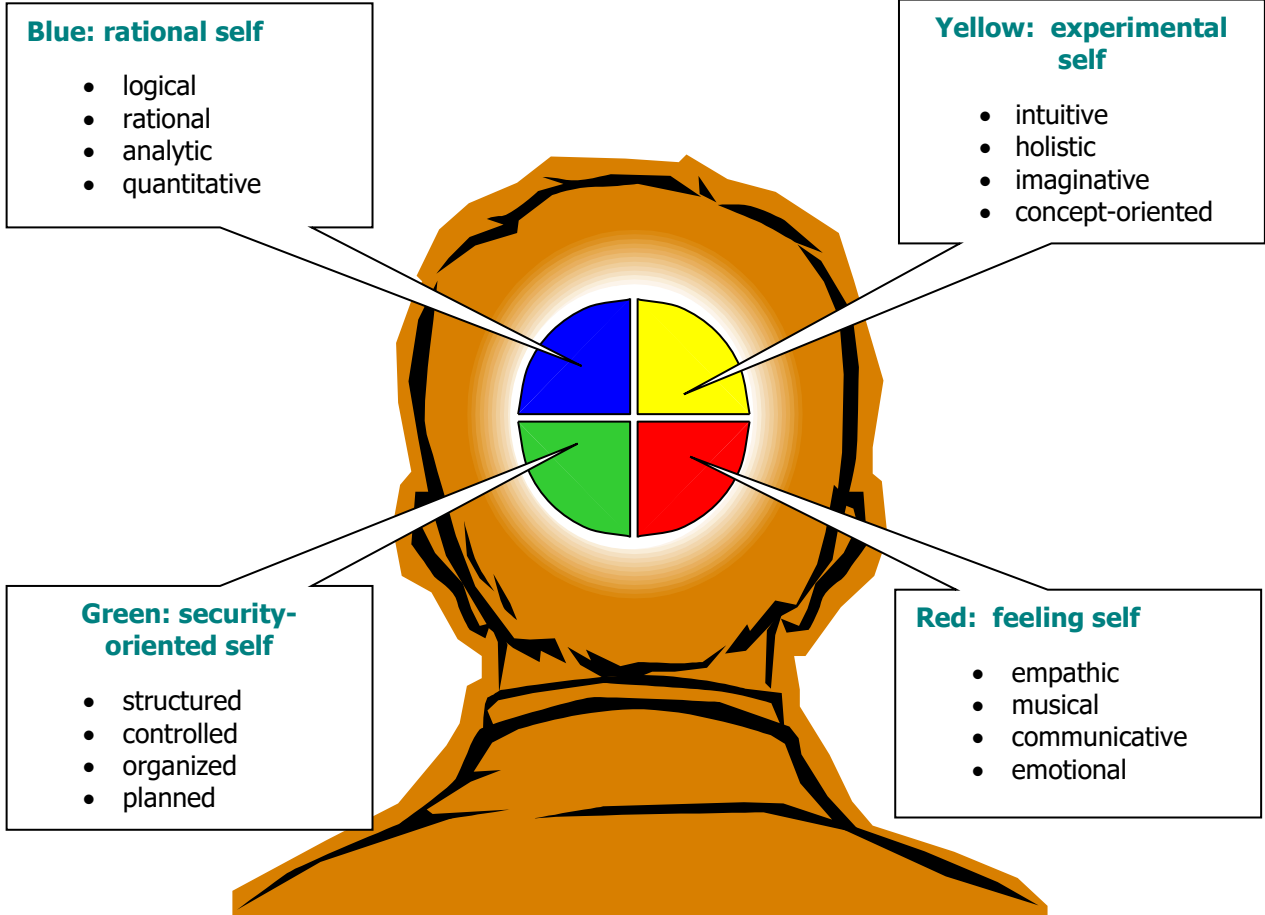 Blue: rational self
• logical
• rational
• analytic
• quantitative
Yellow: experimental
self
• intuitive
• holistic
• imaginative
• concept-oriented
Green: security-
oriented self
• structured
• controlled
• organized
• planned
Red: feeling self
• empathic
• musical
• communicative
• emotional